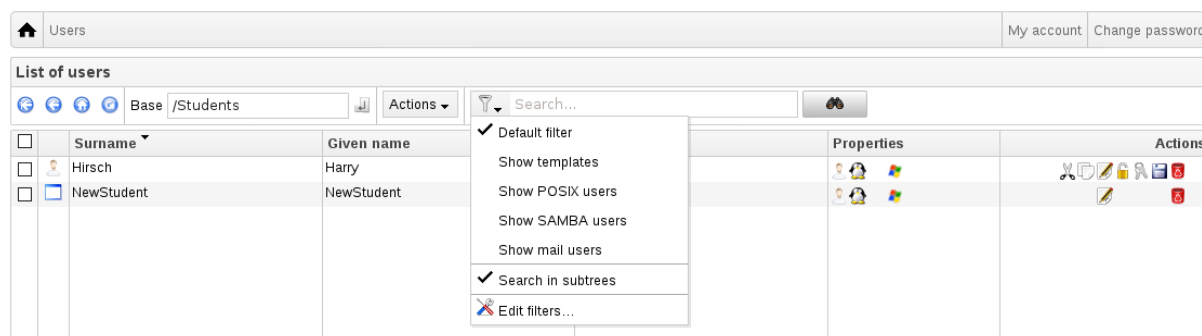 Users
My account
Change password
List of users
Base /Students
Actions
Search...
Surname
Given name
Properties
Actions
Hirsch
Harry
NewStudent
NewStudent
Default filter
Show templates
Show POSIX users
Show SAMBA users
Show mail users
Search in subtrees
Edit filters...